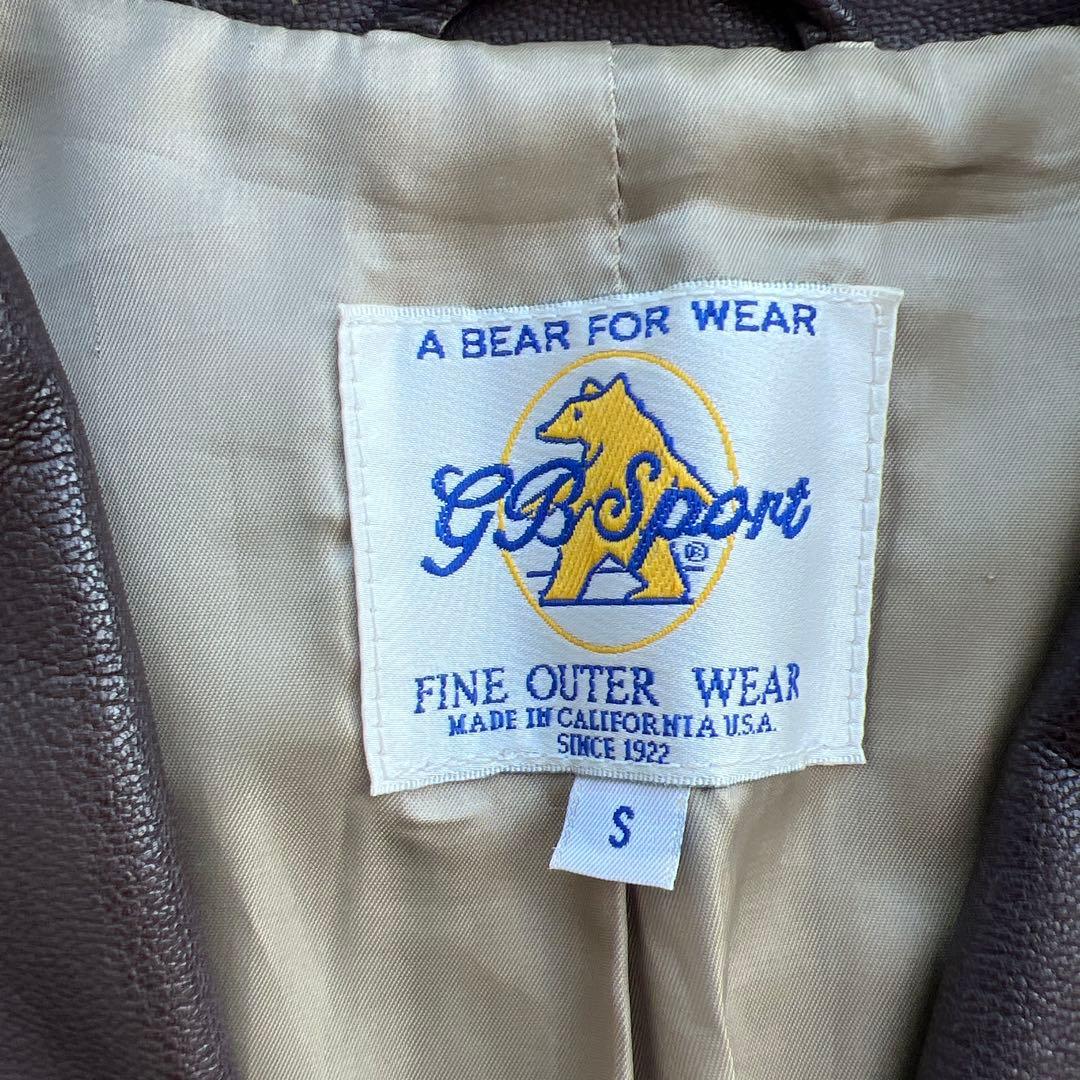 A BEAR FOR WEAR
GB Sport
®
FINE OUTER WEAR
MADE IN CALIFORNIA U.S.A.
SINCE 1922
S